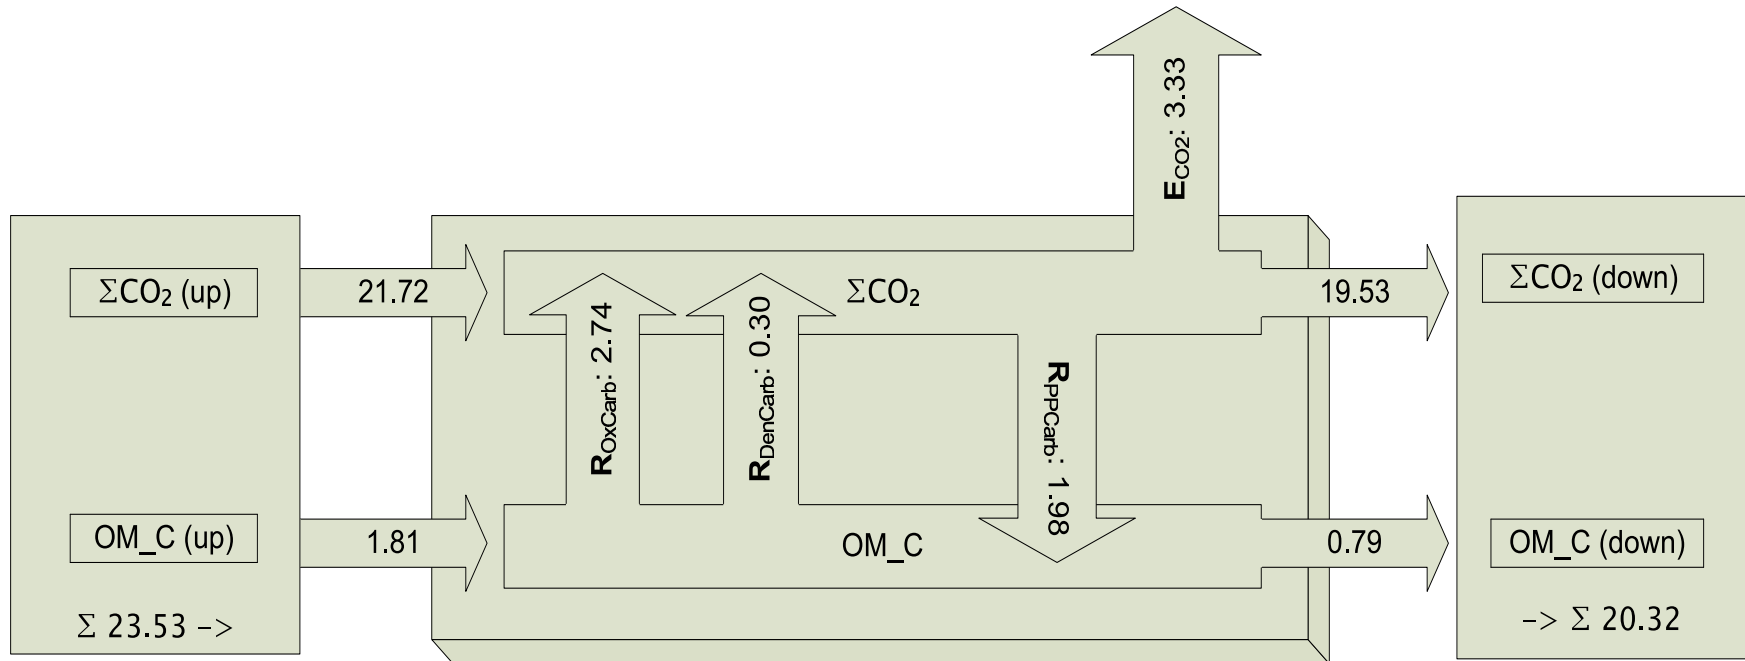 E_CO2: 3.33
ΣCO₂ (up)
21.72
R_OxCarb: 2.74
R_DenCarb: 0.30
ΣCO₂
R_PPCarb: 1.98
19.53
ΣCO₂ (down)
OM_C (up)
1.81
OM_C
0.79
OM_C (down)
Σ 23.53 –>
–> Σ 20.32